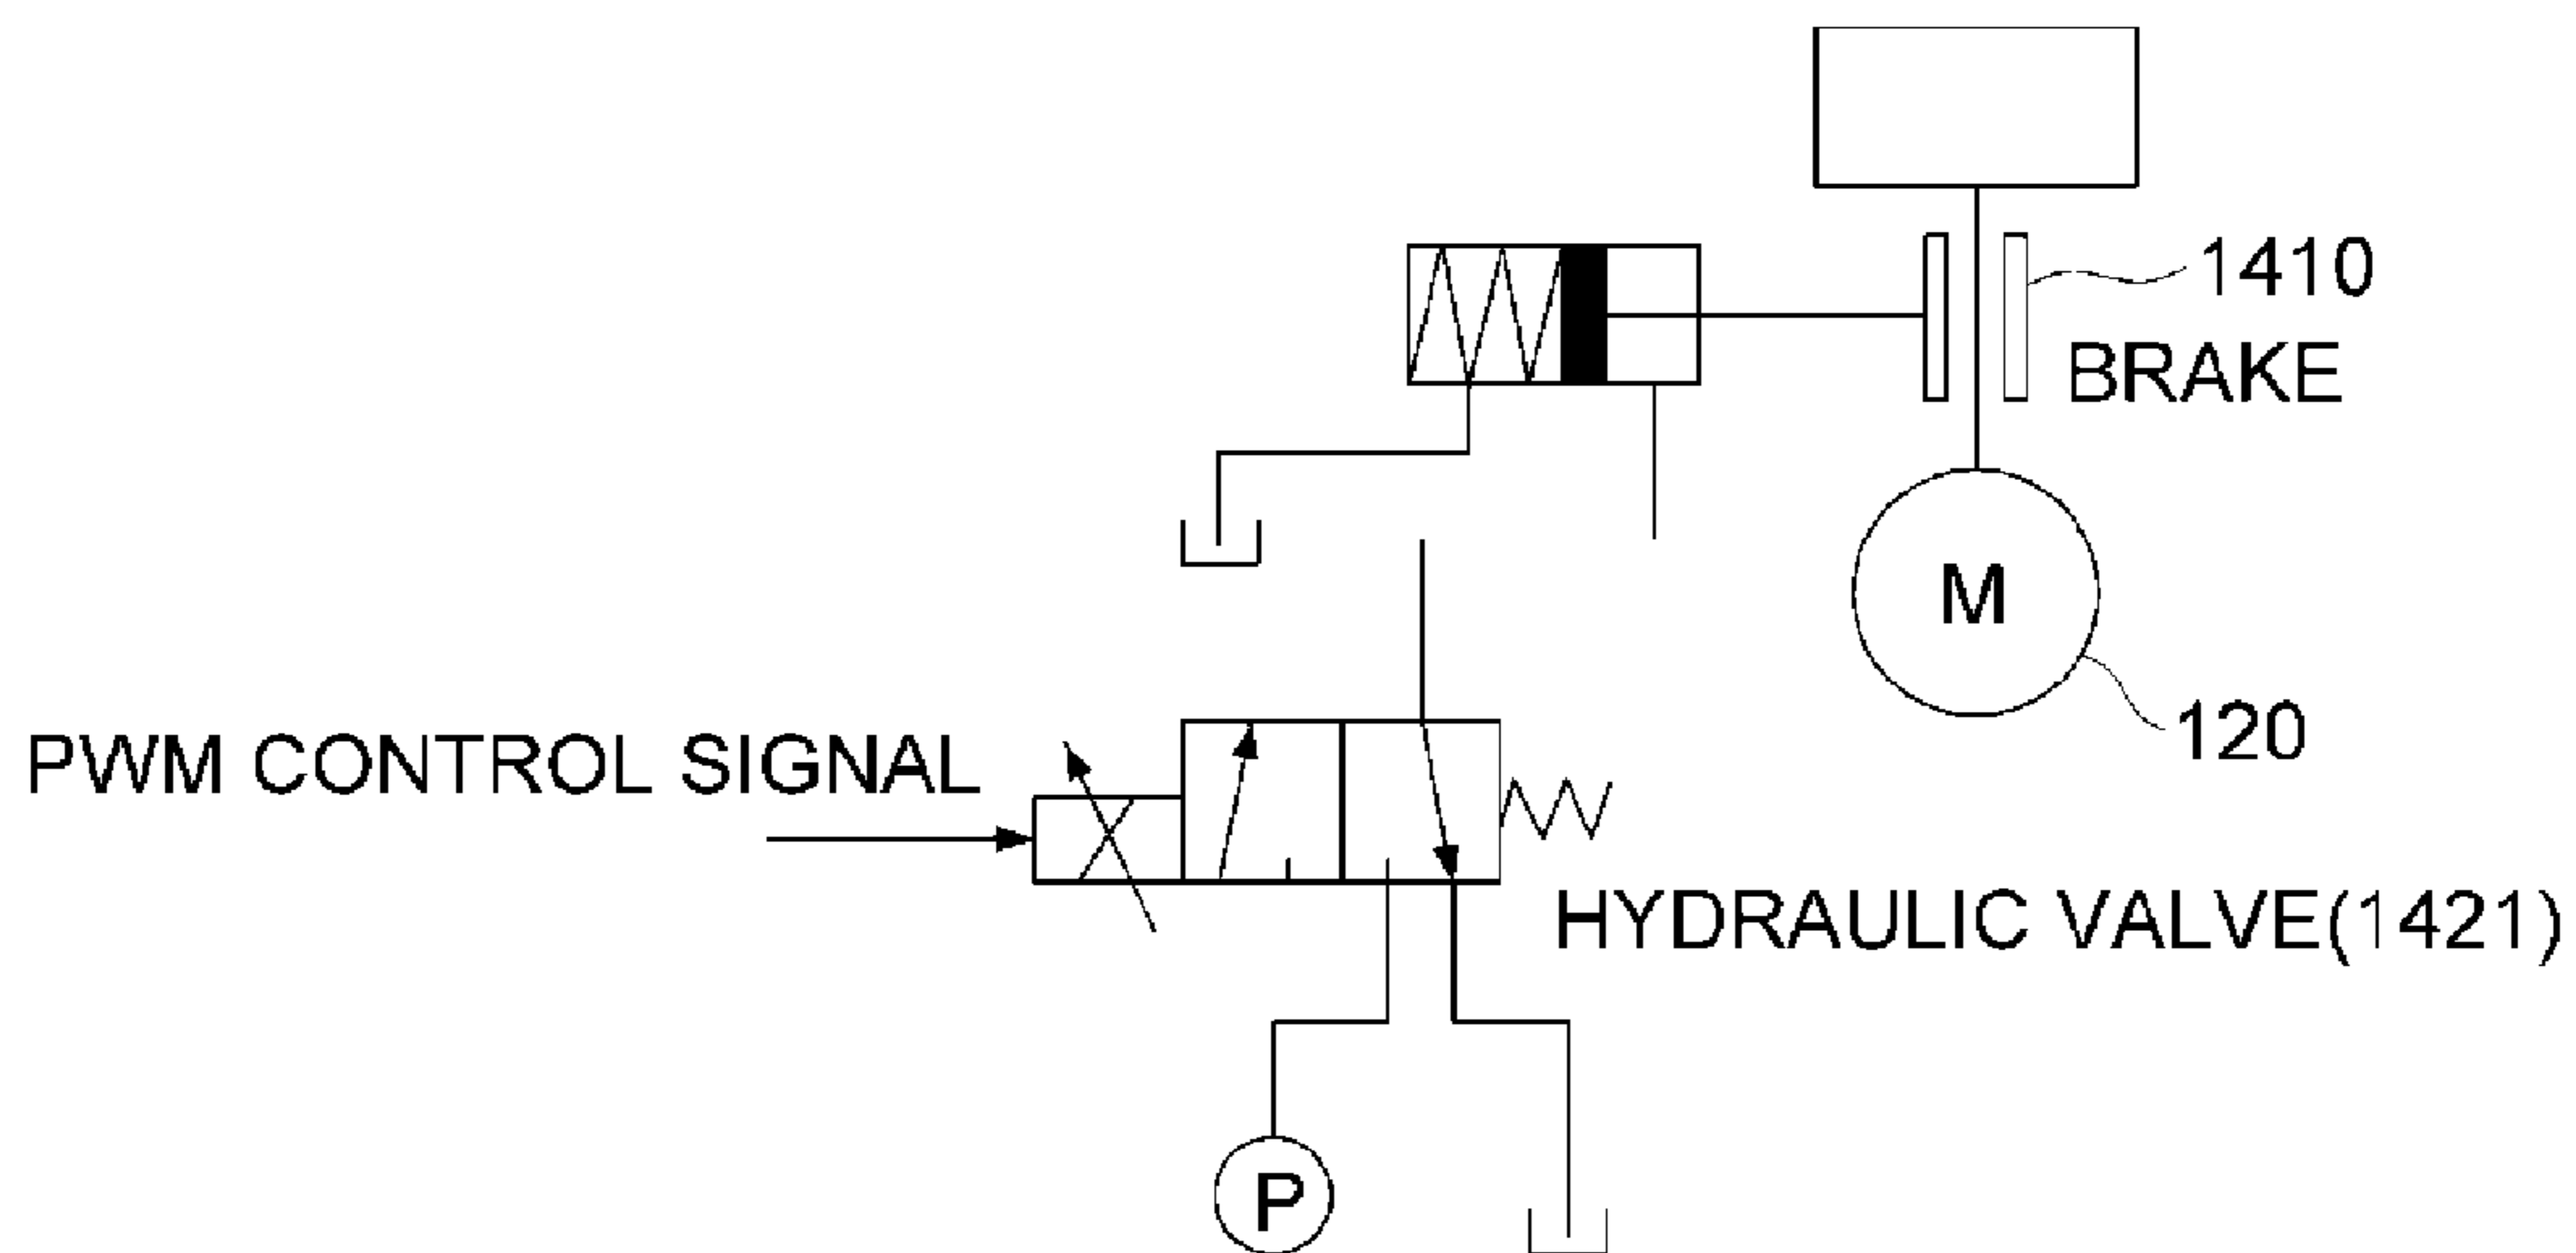 1410
BRAKE
M
120
PWM CONTROL SIGNAL
HYDRAULIC VALVE(1421)
P